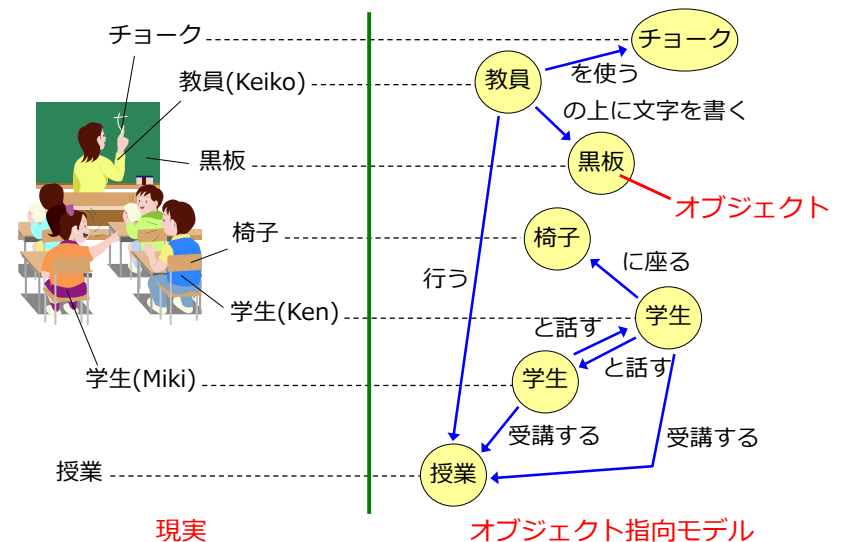 チョーク
教員(Keiko)
黒板
椅子
学生(Ken)
学生(Miki)
授業
現実
チョーク
教員
を使う
の上に文字を書く
黒板
オブジェクト
椅子
に座る
行う
学生
と話す
と話す
学生
受講する
受講する
授業
オブジェクト指向モデル